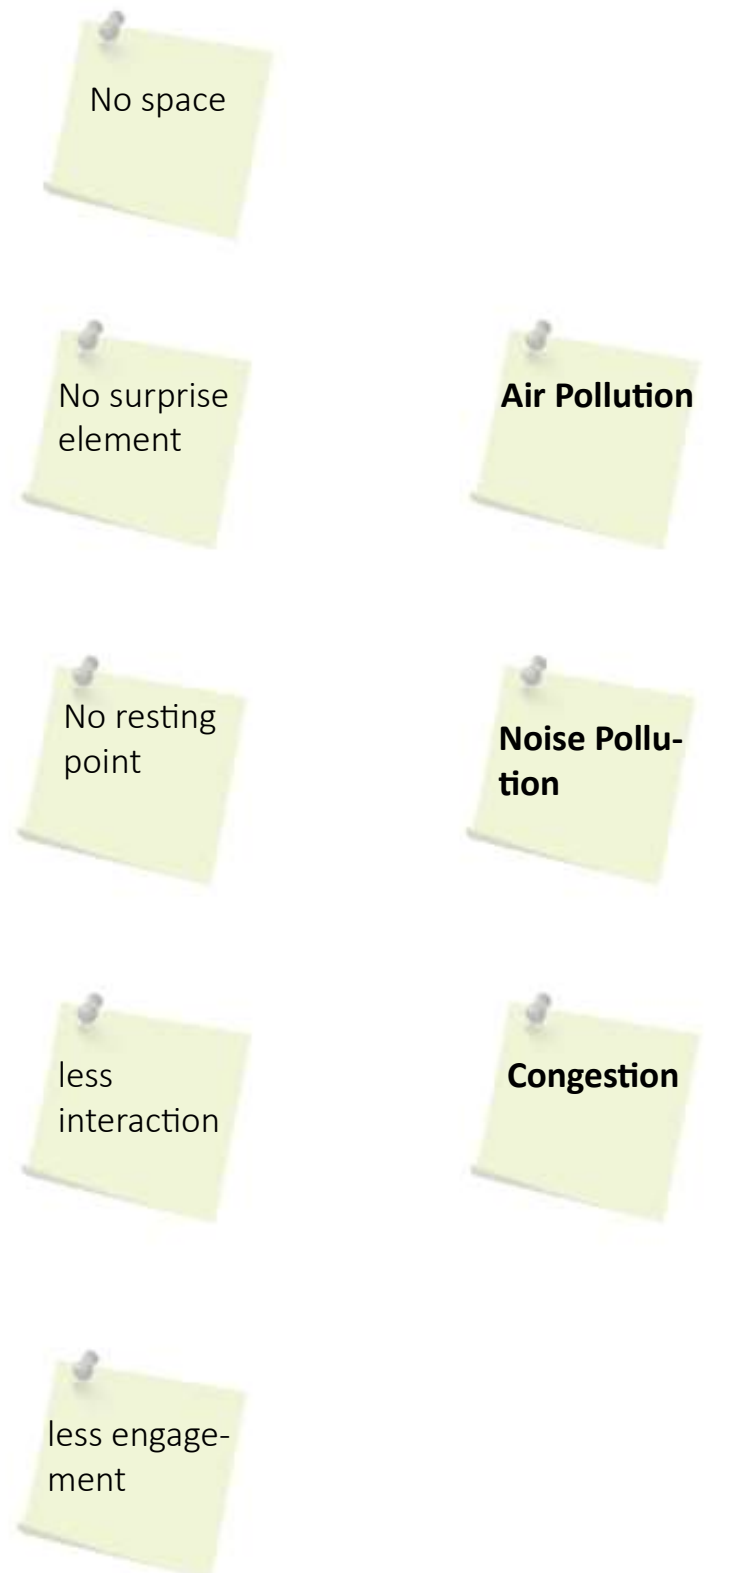 No space
No surprise
element
No resting
point
less
interaction
less engage-
ment
Air Pollution
Noise Pollu-
tion
Congestion